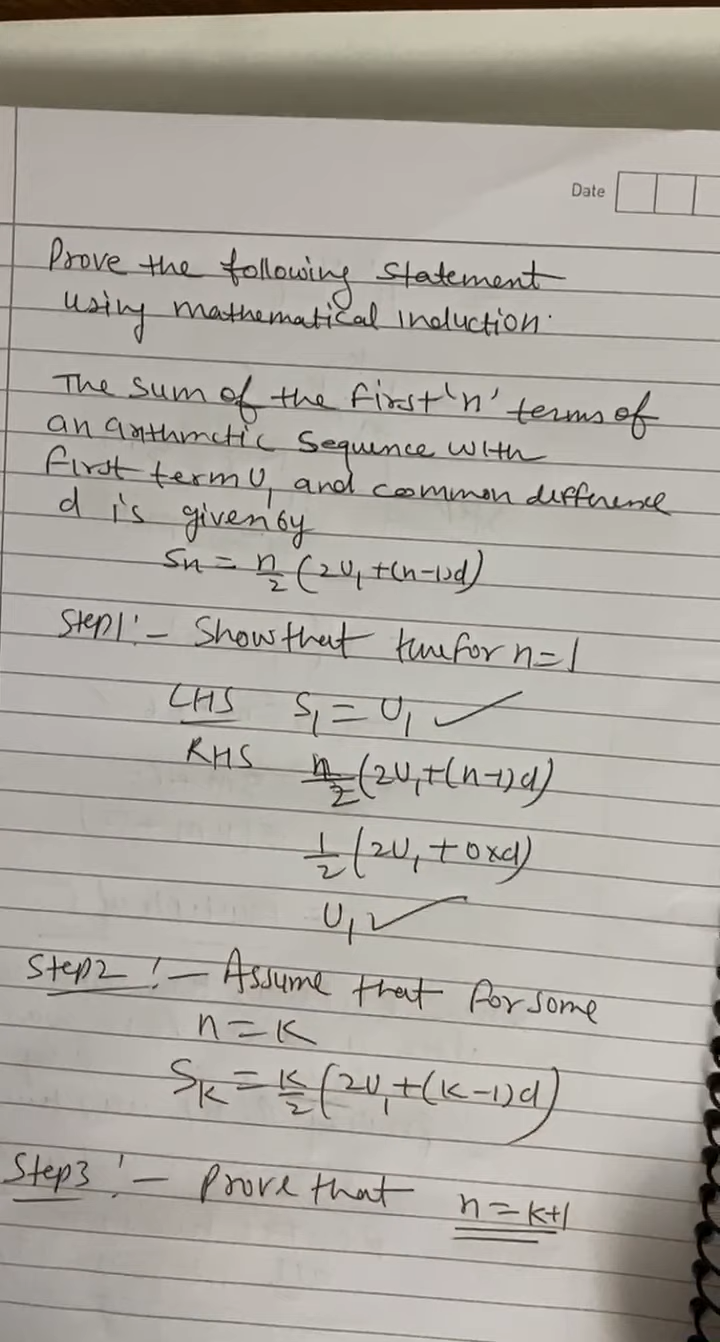 Date
Prove the following statement
using mathematical induction.
The sum of the first 'n' terms of
an arithmetic sequence with
first term U₁ and common difference
d is given by
Sn = n/2 (2U₁ + (n-1)d)
Step1:- Show that true for n=1
LHS S₁ = U₁ ✓
RHS n/2 (2U₁ + (n-1)d)
1/2 (2U₁ + 0xd)
U₁ ✓
Step2:- Assume that for some
n = K
SK = K/2 (2U₁ + (K-1)d)
Step3:- Prove that n = K+1